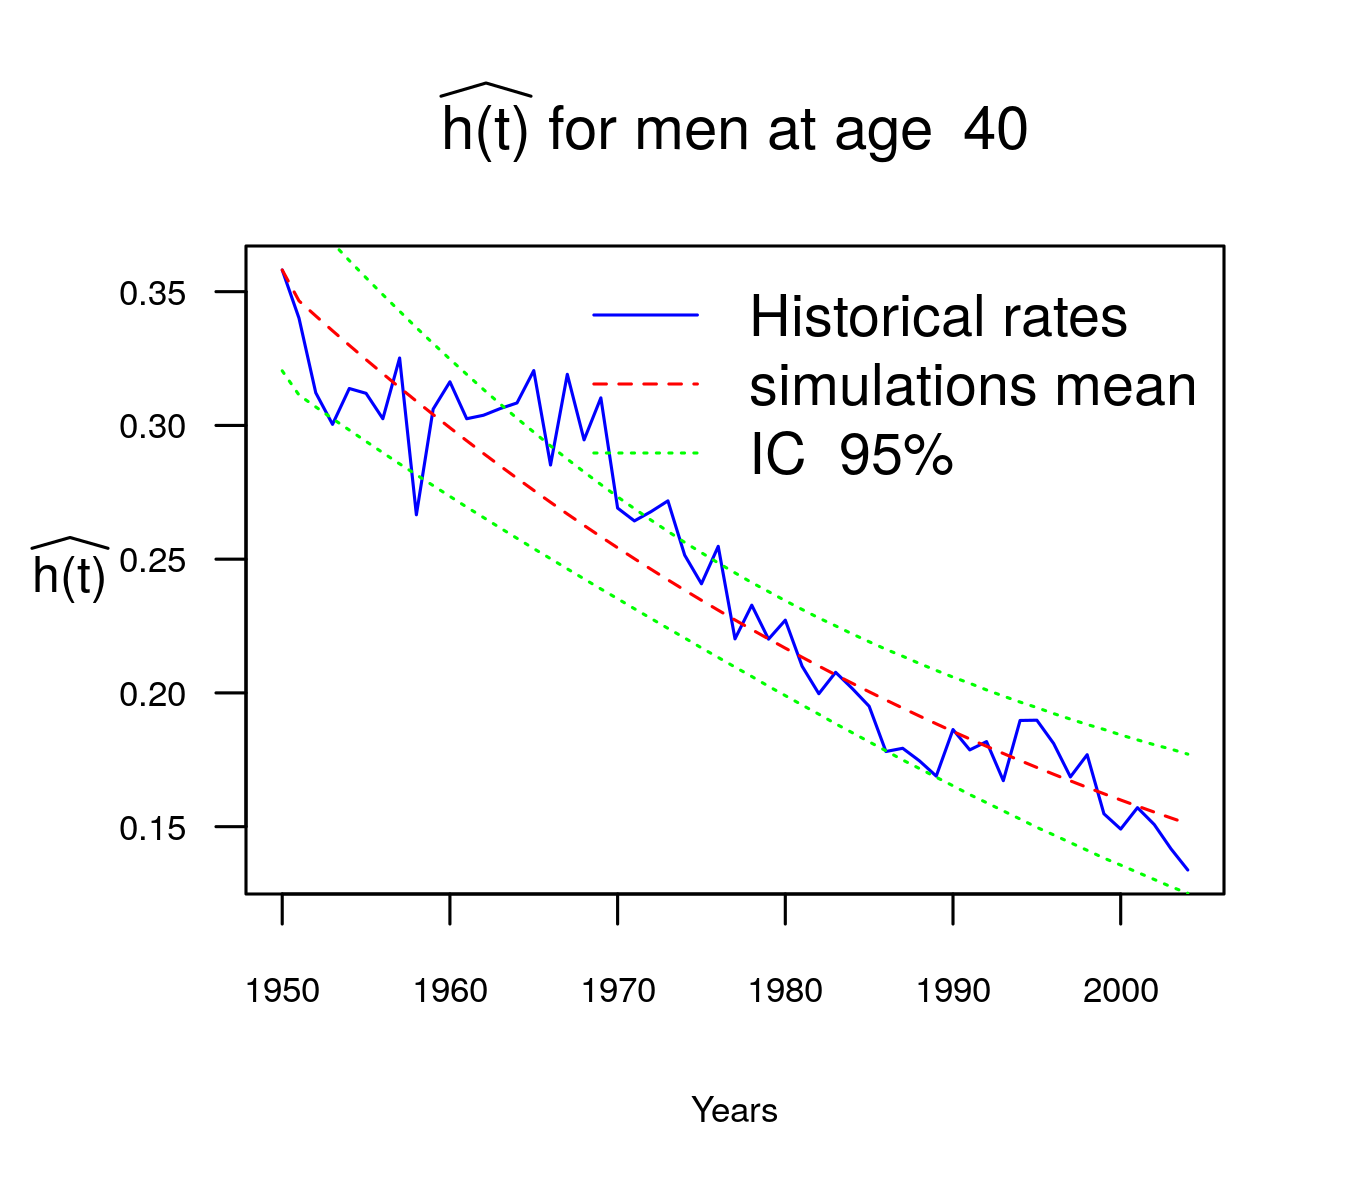 h(t) for men at age 40
Historical rates
simulations mean
IC 95%
h(t)
0.35
0.30
0.25
0.20
0.15
1950 1960 1970 1980 1990 2000
Years